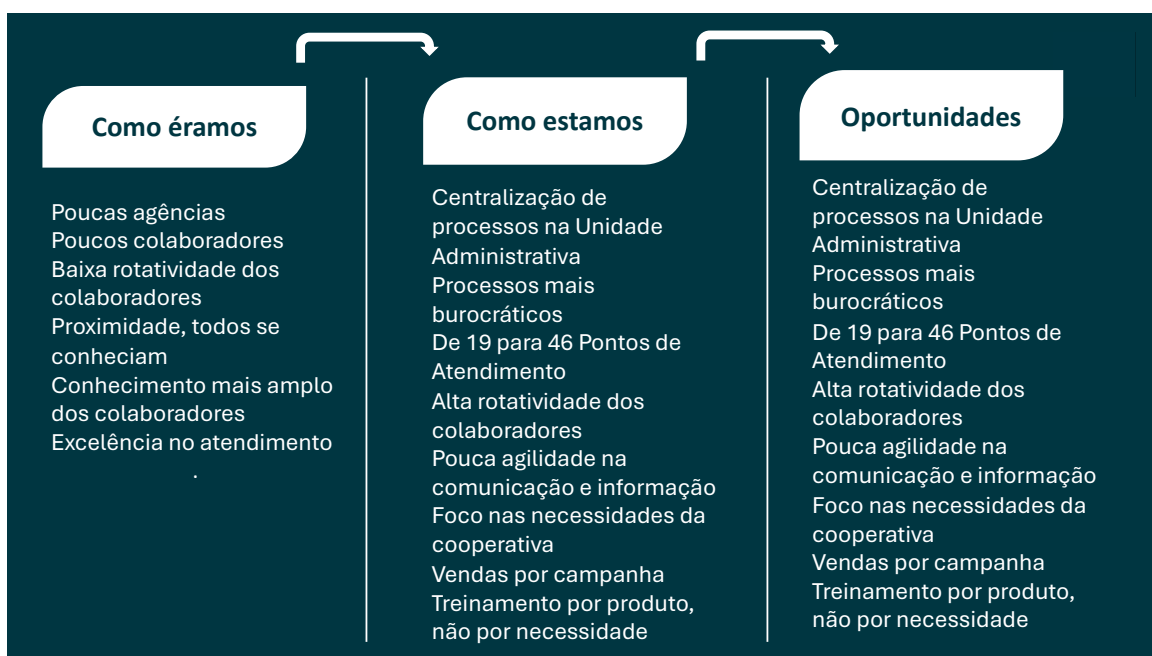 Como éramos
Poucas agências
Poucos colaboradores
Baixa rotatividade dos
colaboradores
Proximidade, todos se
conheciam
Conhecimento mais amplo
dos colaboradores
Excelência no atendimento
.
Como estamos
Centralização de
processos na Unidade
Administrativa
Processos mais
burocráticos
De 19 para 46 Pontos de
Atendimento
Alta rotatividade dos
colaboradores
Pouca agilidade na
comunicação e informação
Foco nas necessidades da
cooperativa
Vendas por campanha
Treinamento por produto,
não por necessidade
Oportunidades
Centralização de
processos na Unidade
Administrativa
Processos mais
burocráticos
De 19 para 46 Pontos de
Atendimento
Alta rotatividade dos
colaboradores
Pouca agilidade na
comunicação e informação
Foco nas necessidades da
cooperativa
Vendas por campanha
Treinamento por produto,
não por necessidade